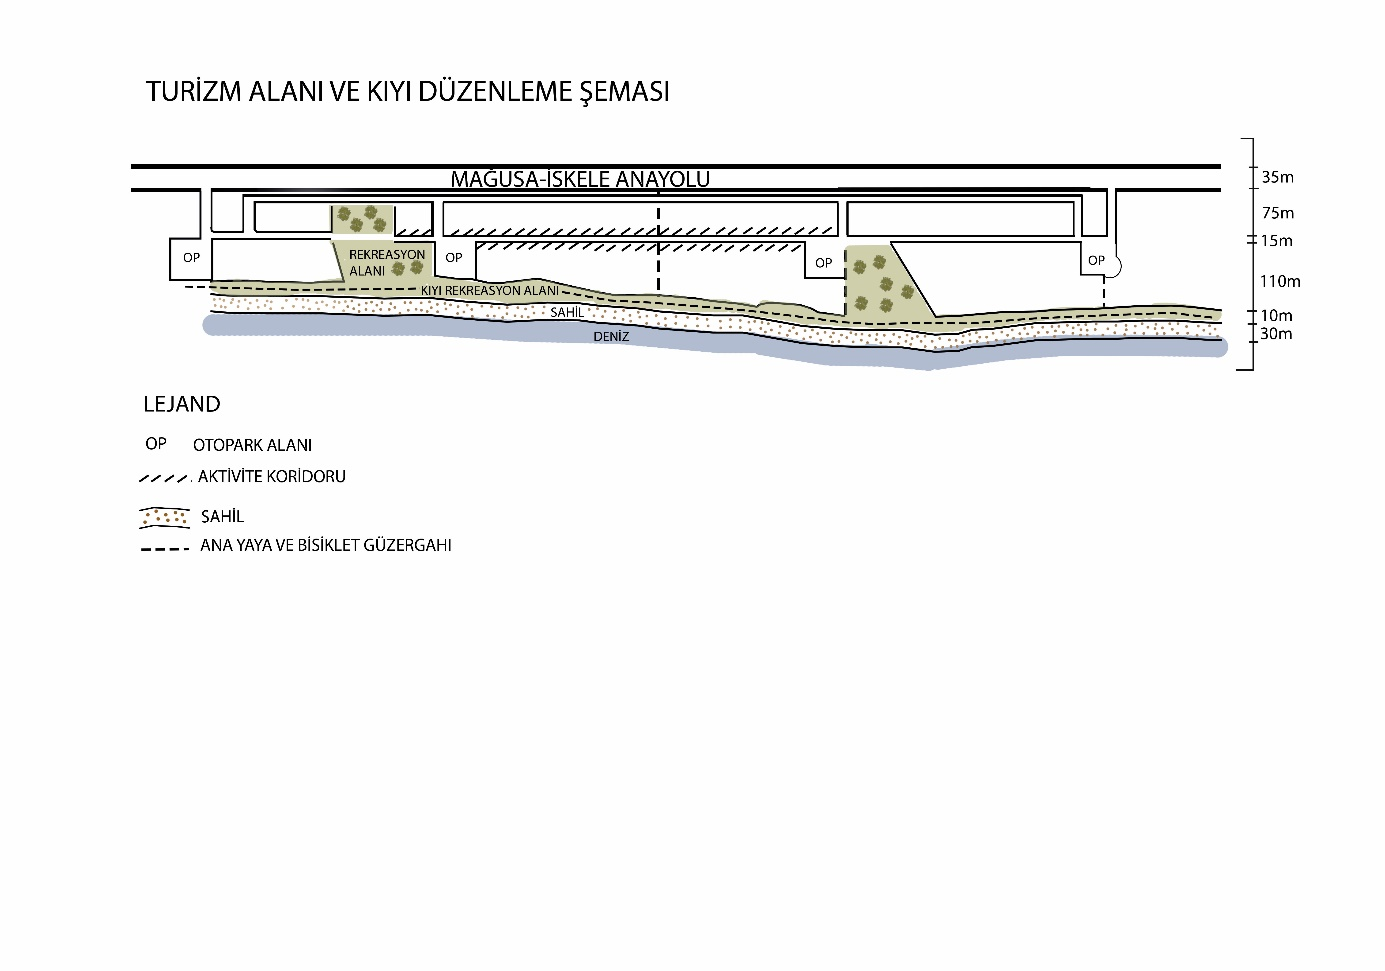 TURİZM ALANI VE KIYI DÜZENLEME ŞEMASI
MAĞUSA-İSKELE ANAYOLU
35m
75m
15m
110m
10m
30m
OP
REKREASYON
ALANI
OP
OP
OP
KIYI REKREASYON ALANI
SAHİL
DENİZ
LEJAND
OP OTOPARK ALANI
AKTİVİTE KORİDORU
SAHİL
ANA YAYA VE BİSİKLET GÜZERGAHI